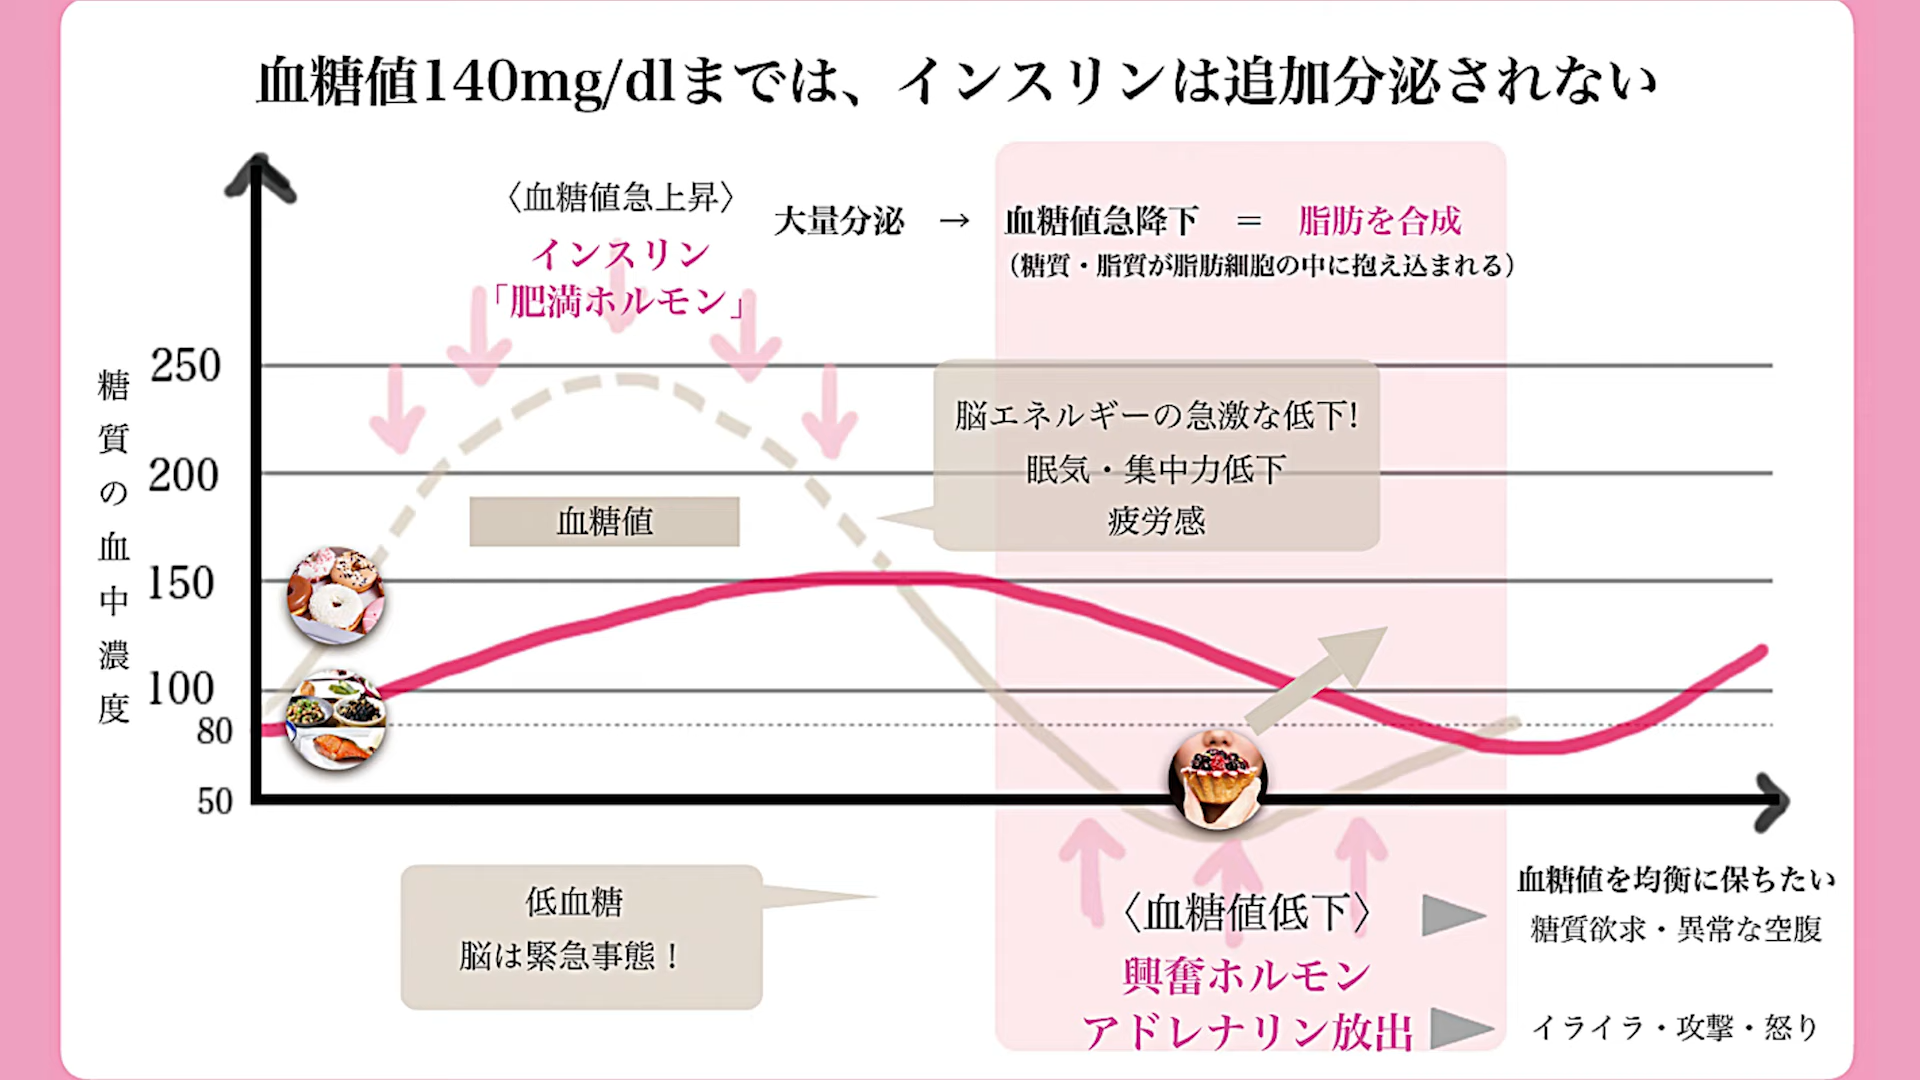 血糖値140mg/dlまでは、インスリンは追加分泌されない
〈血糖値急上昇〉
インスリン
「肥満ホルモン」
大量分泌 → 血糖値急降下 = 脂肪を合成
（糖質・脂質が脂肪細胞の中に抱え込まれる）
糖質の血中濃度
250
200
150
100
80
50
血糖値
脳エネルギーの急激な低下!
眠気・集中力低下
疲労感
低血糖
脳は緊急事態！
〈血糖値低下〉
興奮ホルモン
アドレナリン放出
血糖値を均衡に保ちたい
糖質欲求・異常な空腹
イライラ・攻撃・怒り